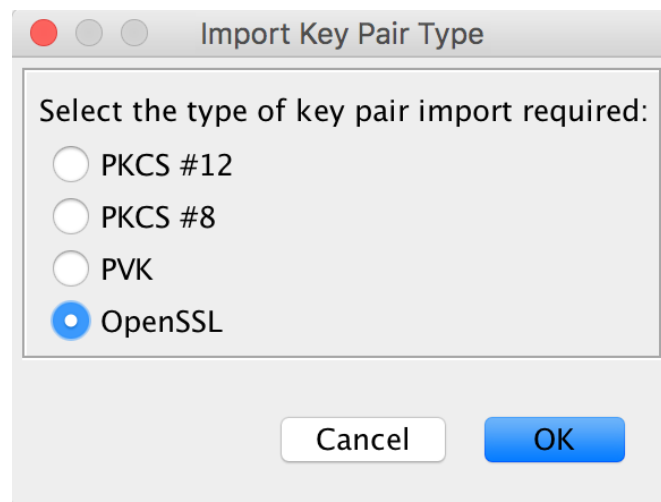 Import Key Pair Type
Select the type of key pair import required:
PKCS #12
PKCS #8
PVK
OpenSSL
Cancel OK